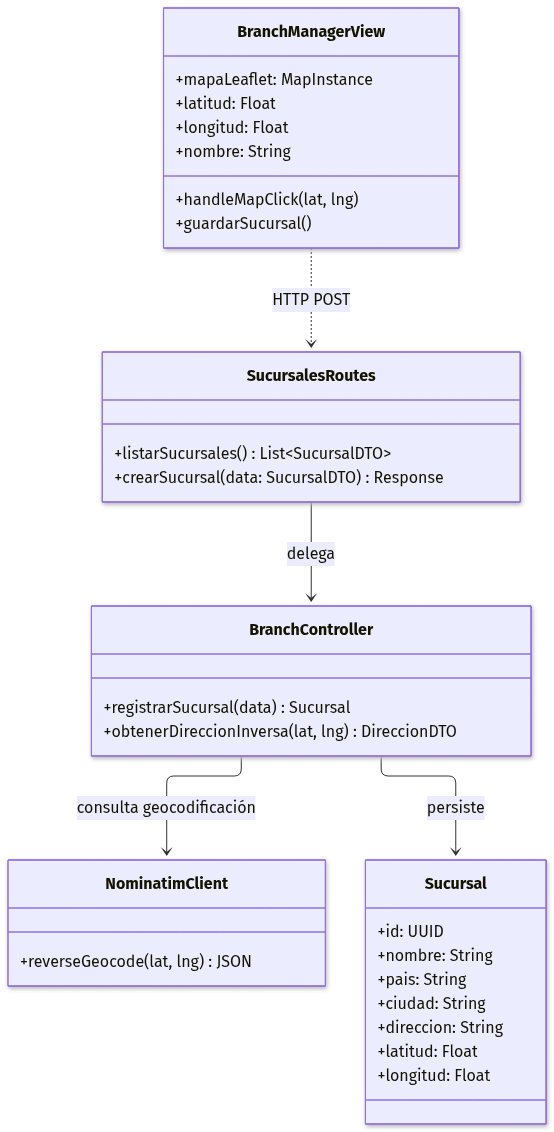 BranchManagerView
+mapaLeaflet: MapInstance
+latitud: Float
+longitud: Float
+nombre: String
+handleMapClick(lat, lng)
+guardarSucursal()
HTTP POST
SucursalesRoutes
+listarSucursales() : List<SucursalDTO>
+crearSucursal(data: SucursalDTO) : Response
delega
BranchController
+registrarSucursal(data) : Sucursal
+obtenerDireccionInversa(lat, lng) : DireccionDTO
consulta geocodificación
persiste
NominatimClient
+reverseGeocode(lat, lng) : JSON
Sucursal
+id: UUID
+nombre: String
+pais: String
+ciudad: String
+direccion: String
+latitud: Float
+longitud: Float